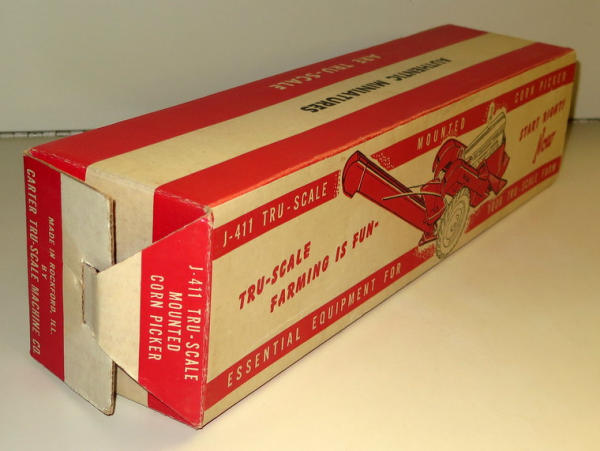 ARE TRU-SCALE
AUTHENTIC MINIATURES
J-411 TRU-SCALE MOUNTED CORN PICKER
TRU-SCALE
FARMING IS FUN-
START RIGHT!
Now
ESSENTIAL EQUIPMENT FOR YOUR TRU-SCALE FARM
J-411 TRU-SCALE
MOUNTED
CORN PICKER
MADE IN ROCKFORD, ILL.
BY
CARTER TRU-SCALE MACHINE CO.